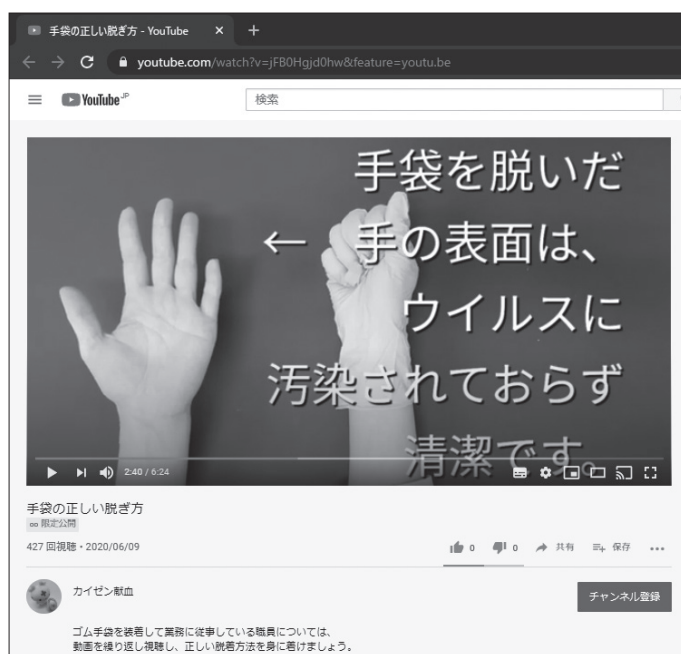 手袋の正しい脱ぎ方 - YouTube
youtube.com/watch?v=jFB0Hgjd0hw&feature=youtu.be
YouTube JP
検索
手袋を脱いだ
← 手の表面は、
ウイルスに
汚染されておらず
清潔です。
2:40 / 6:24
手袋の正しい脱ぎ方
限定公開
427 回視聴・2020/06/09
0 0 共有 保存
カイゼン献血
チャンネル登録
ゴム手袋を装着して業務に従事している職員については、
動画を繰り返し視聴し、正しい脱着方法を身に着けましょう。